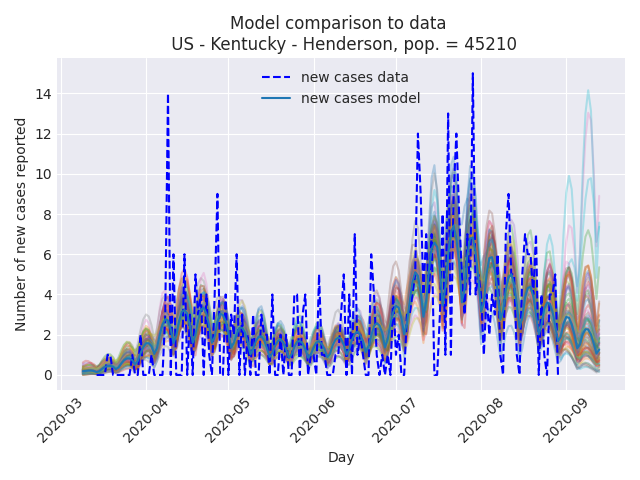 Model comparison to data
US - Kentucky - Henderson, pop. = 45210
new cases data
new cases model
Number of new cases reported
14
12
10
8
6
4
2
0
2020-03
2020-04
2020-05
2020-06
2020-07
2020-08
2020-09
Day